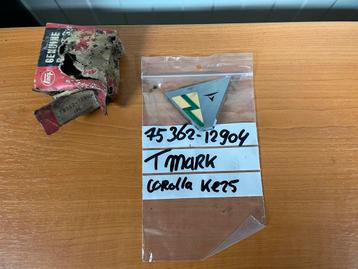 GENUINE
75362-12904
T MARK
COROLLA KE25